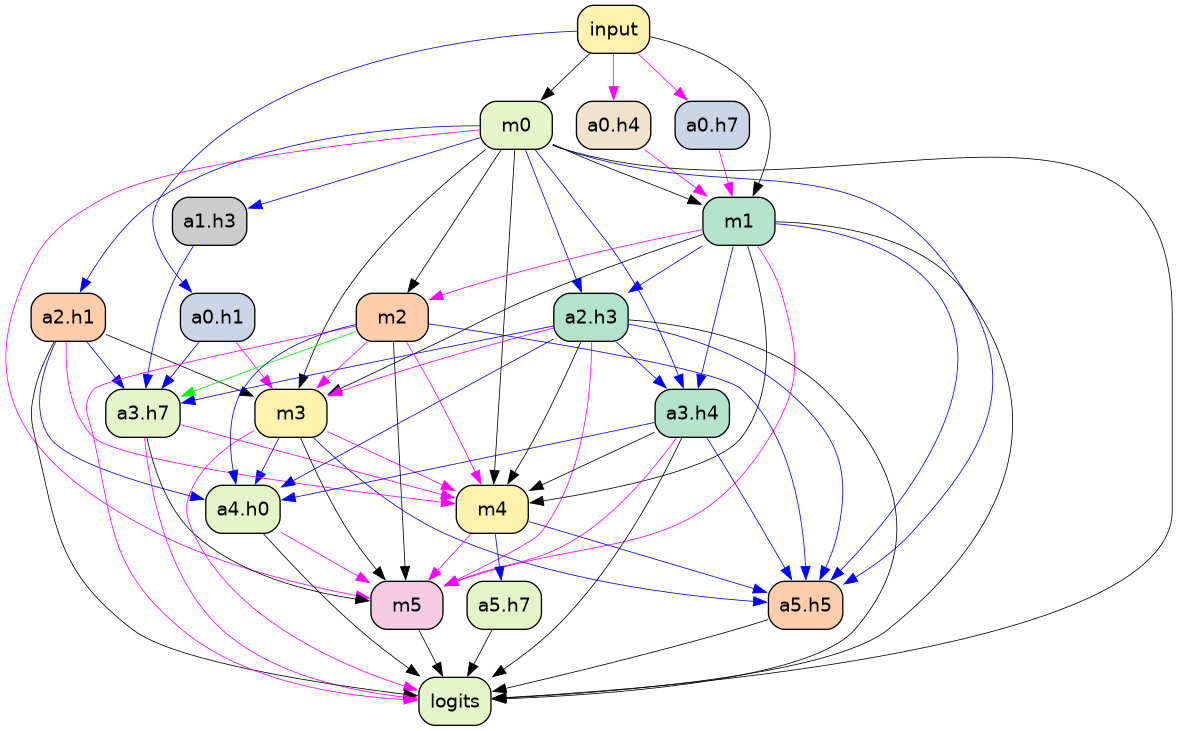 input
m0
a0.h4
a0.h7
a1.h3
m1
a2.h1
a0.h1
m2
a2.h3
a3.h7
m3
a3.h4
a4.h0
m4
m5
a5.h7
a5.h5
logits